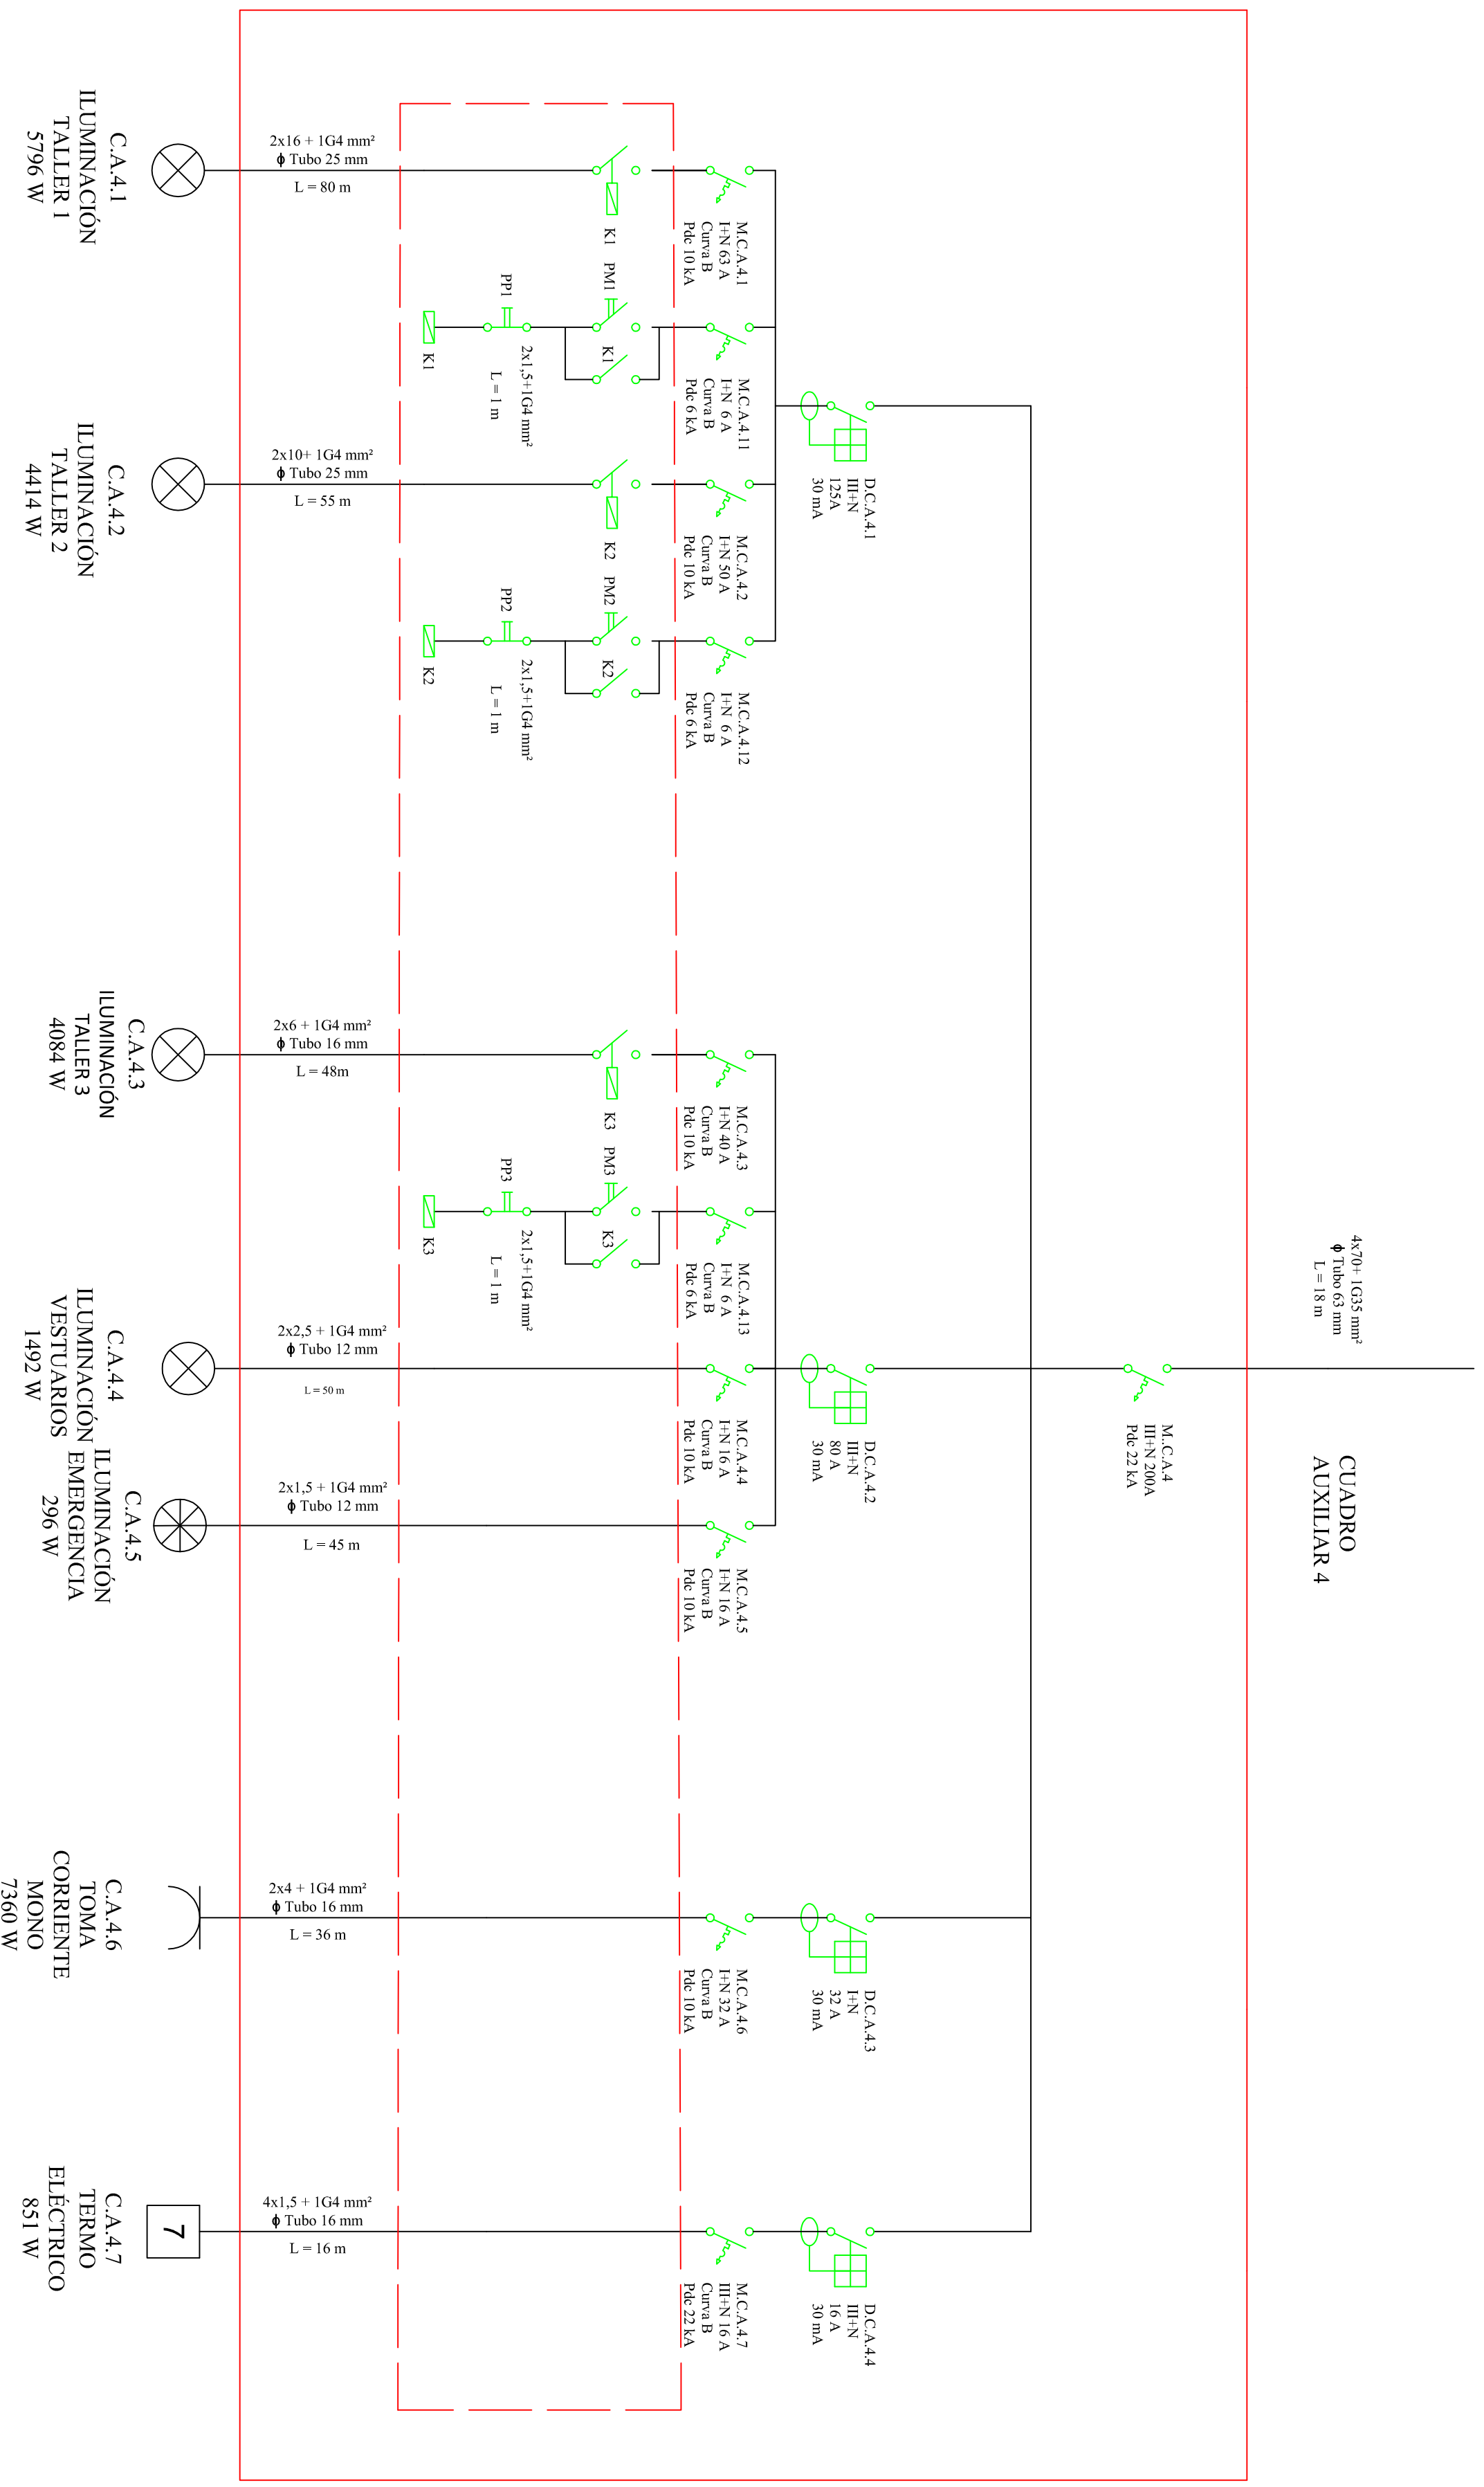 CUADRO
AUXILIAR 4
4x70+ 1G35 mm²
ϕ Tubo 63 mm
L = 18 m
M..C.A.4
III+N 200A
Pdc 22 kA
D.C.A.4.1
III+N
125A
30 mA
D.C.A.4.2
III+N
80 A
30 mA
D.C.A.4.3
I+N
32 A
30 mA
D.C.A.4.4
III+N
16 A
30 mA
M.C.A.4.1
I+N 63 A
Curva B
Pdc 10 kA
M.C.A.4.11
I+N 6 A
Curva B
Pdc 6 kA
M.C.A.4.2
I+N 50 A
Curva B
Pdc 10 kA
M.C.A.4.12
I+N 6 A
Curva B
Pdc 6 kA
M.C.A.4.3
I+N 40 A
Curva B
Pdc 10 kA
M.C.A.4.13
I+N 6 A
Curva B
Pdc 6 kA
M.C.A.4.4
I+N 16 A
Curva B
Pdc 10 kA
M.C.A.4.5
I+N 16 A
Curva B
Pdc 10 kA
M.C.A.4.6
I+N 32 A
Curva B
Pdc 10 kA
M.C.A.4.7
III+N 16 A
Curva B
Pdc 22 kA
K1
PM1
K1
PP1
2x1,5+1G4 mm²
L = 1 m
K1
K2
PM2
K2
PP2
2x1,5+1G4 mm²
L = 1 m
K2
K3
PM3
K3
PP3
2x1,5+1G4 mm²
L = 1 m
K3
2x16 + 1G4 mm²
ϕ Tubo 25 mm
L = 80 m
2x10+ 1G4 mm²
ϕ Tubo 25 mm
L = 55 m
2x6 + 1G4 mm²
ϕ Tubo 16 mm
L = 48m
2x2,5 + 1G4 mm²
ϕ Tubo 12 mm
L = 50 m
2x1,5 + 1G4 mm²
ϕ Tubo 12 mm
L = 45 m
2x4 + 1G4 mm²
ϕ Tubo 16 mm
L = 36 m
4x1,5 + 1G4 mm²
ϕ Tubo 16 mm
L = 16 m
7
C.A.4.1
ILUMINACIÓN
TALLER 1
5796 W
C.A.4.2
ILUMINACIÓN
TALLER 2
4414 W
C.A.4.3
ILUMINACIÓN
TALLER 3
4084 W
C.A.4.4
ILUMINACIÓN
VESTUARIOS
1492 W
C.A.4.5
ILUMINACIÓN
EMERGENCIA
296 W
C.A.4.6
TOMA
CORRIENTE
MONO
7360 W
C.A.4.7
TERMO
ELÉCTRICO
851 W